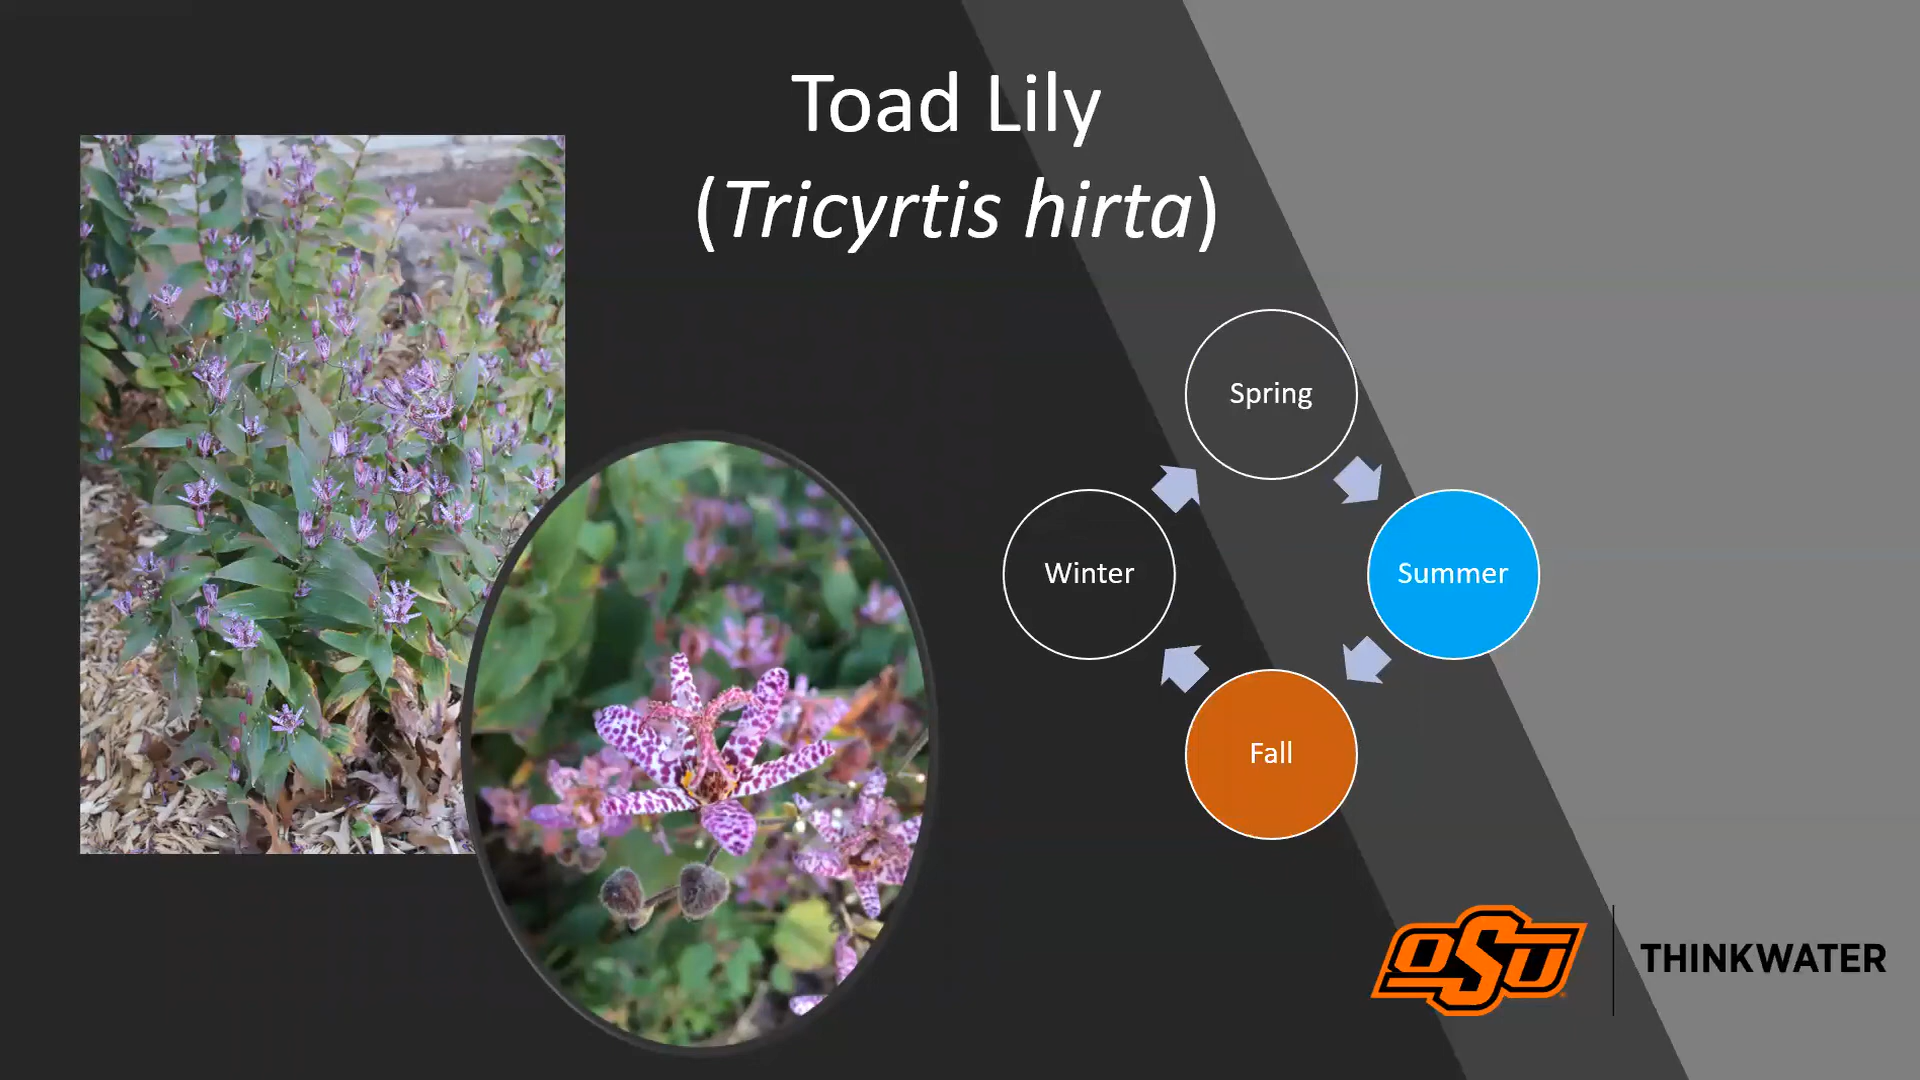 Toad Lily
(Tricyrtis hirta)
Spring
Winter
Summer
Fall
OSU
THINKWATER